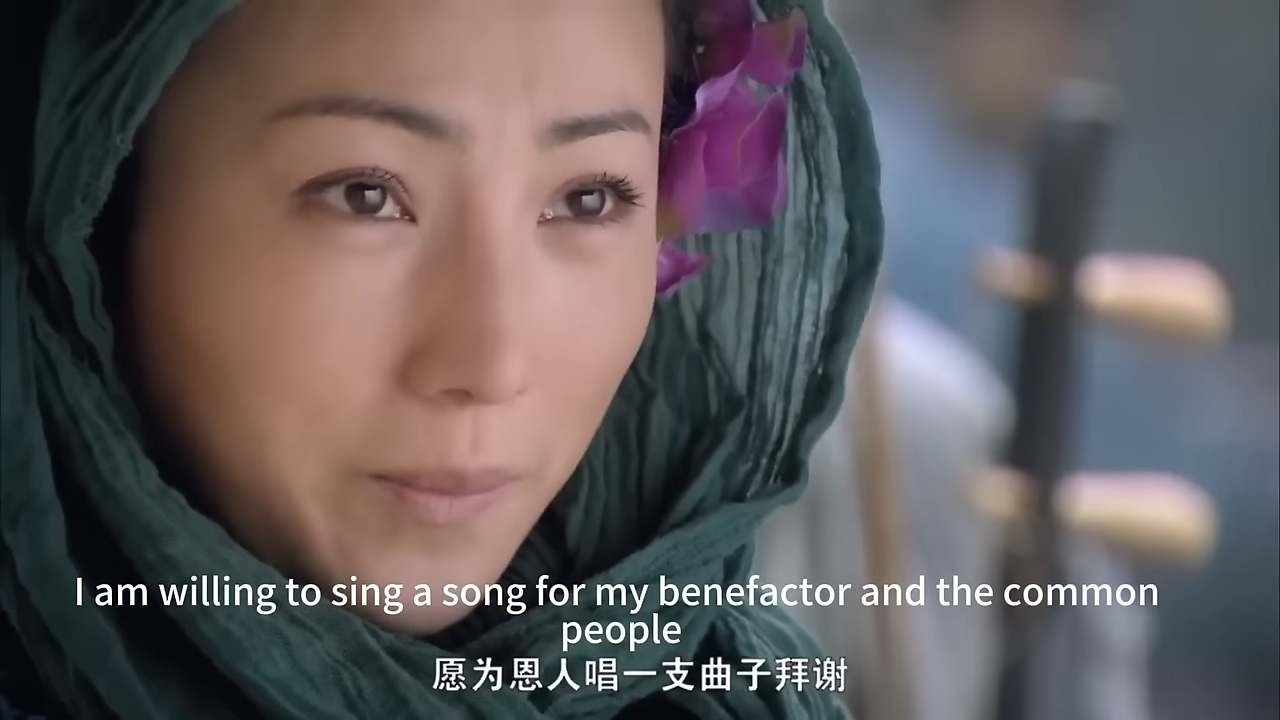 I am willing to sing a song for my benefactor and the common
people
愿为恩人唱一支曲子拜谢